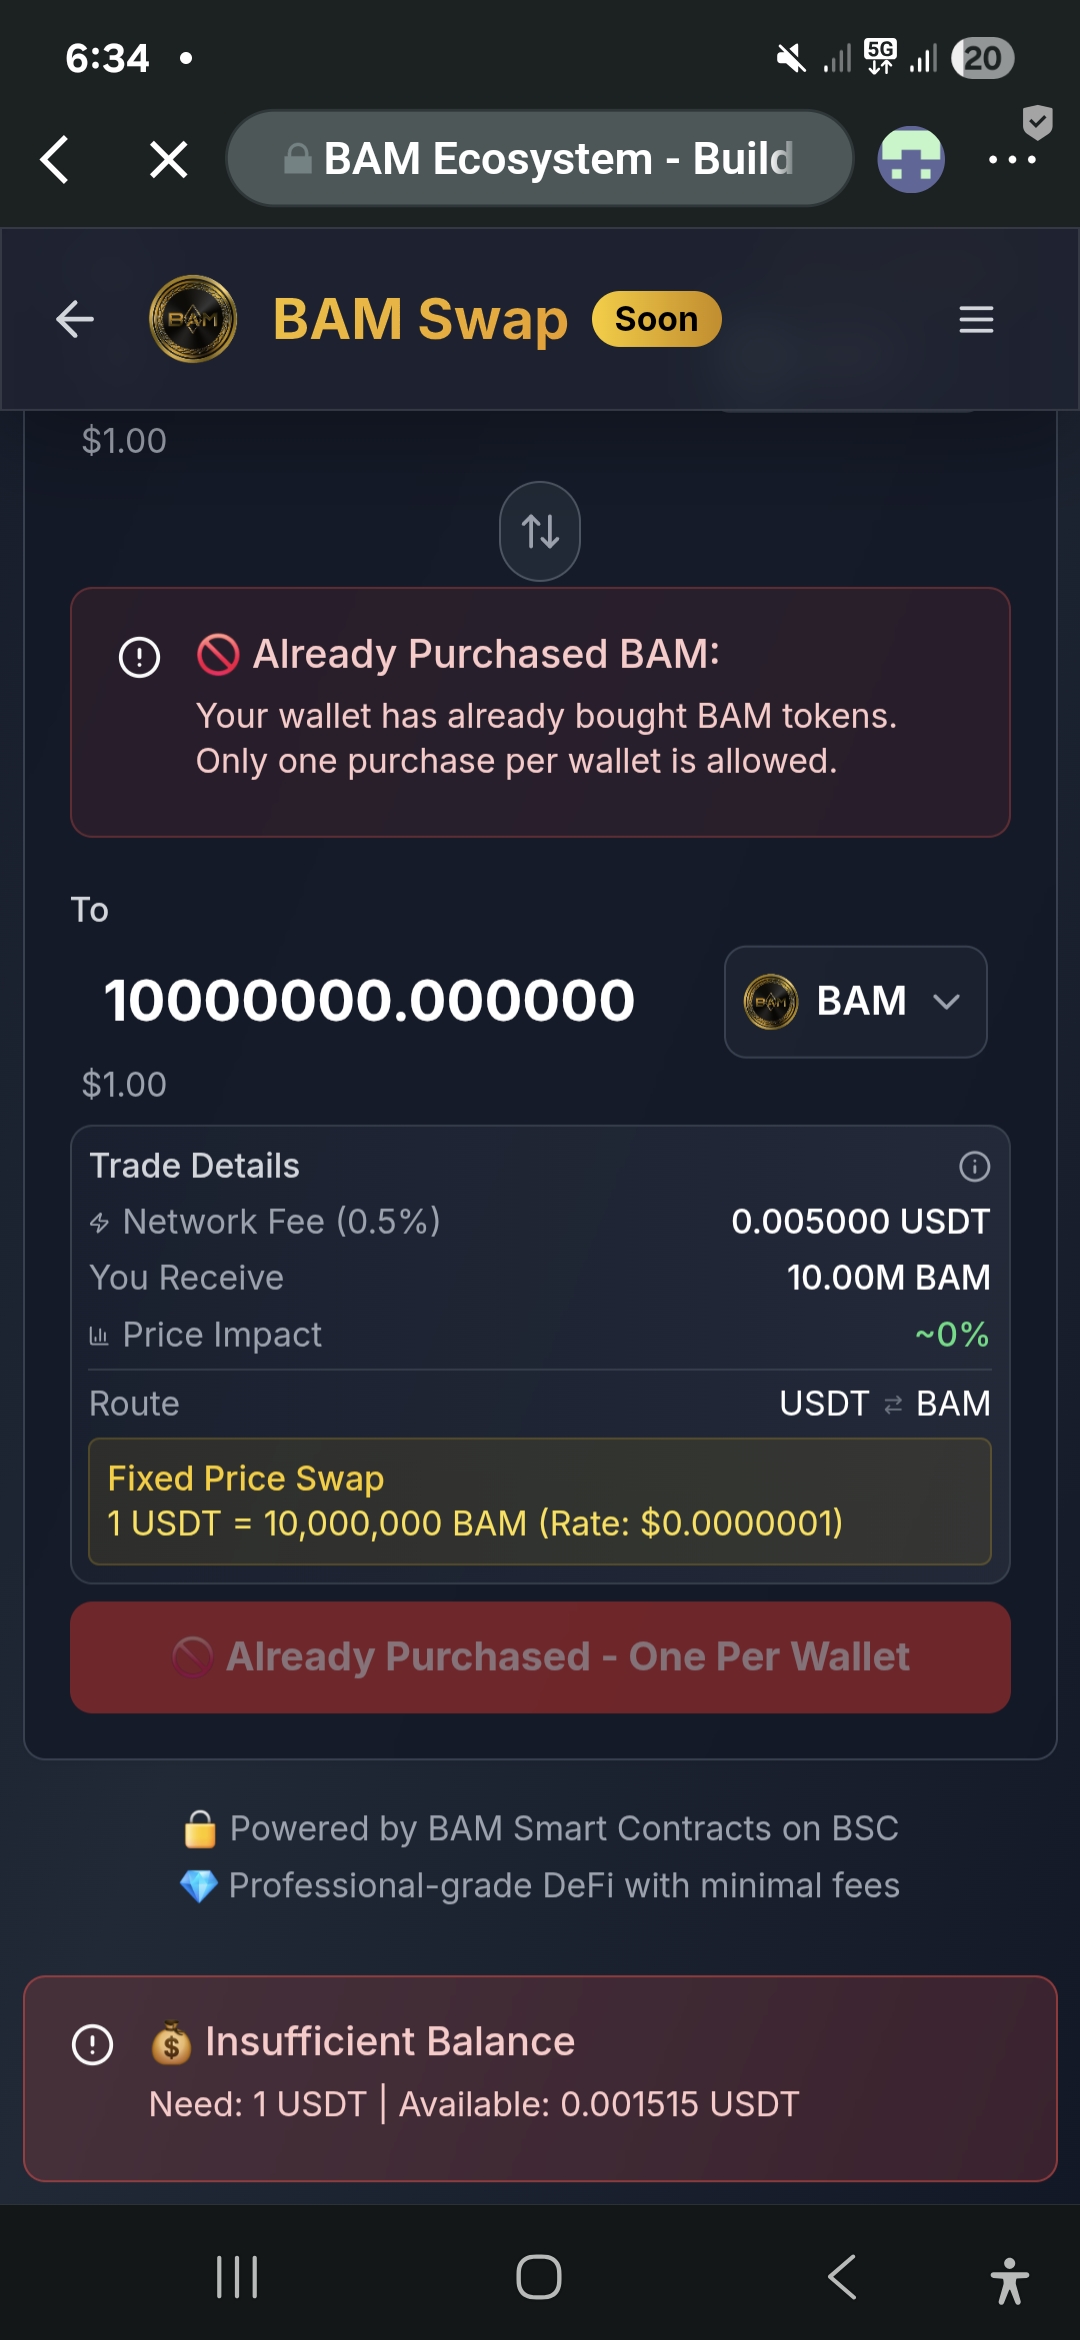 6:34
5G
20
BAM Ecosystem - Build
BAM
BAM Swap
Soon
$1.00
Already Purchased BAM:
Your wallet has already bought BAM tokens.
Only one purchase per wallet is allowed.
To
10000000.000000
BAM
BAM
$1.00
Trade Details
Network Fee (0.5%)
0.005000 USDT
You Receive
10.00M BAM
Price Impact
~0%
Route
USDT ⇄ BAM
Fixed Price Swap
1 USDT = 10,000,000 BAM (Rate: $0.0000001)
🚫 Already Purchased - One Per Wallet
🔒 Powered by BAM Smart Contracts on BSC
💎 Professional-grade DeFi with minimal fees
💰 Insufficient Balance
Need: 1 USDT | Available: 0.001515 USDT